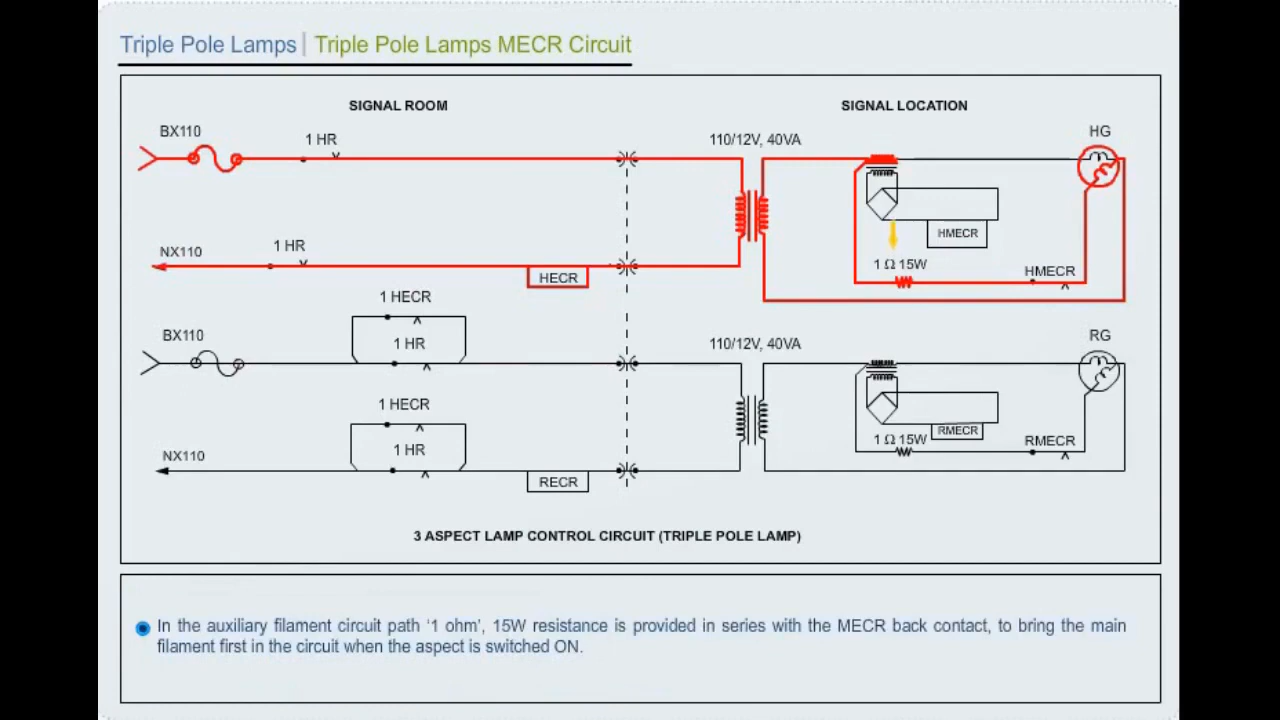 Triple Pole Lamps | Triple Pole Lamps MECR Circuit
SIGNAL ROOM
SIGNAL LOCATION
BX110
1 HR
110/12V, 40VA
HG
HMECR
NX110
1 HR
HECR
1 Ω 15W
HMECR
1 HECR
BX110
1 HR
110/12V, 40VA
RG
1 HECR
RMECR
NX110
1 HR
1 Ω 15W
RMECR
RECR
3 ASPECT LAMP CONTROL CIRCUIT (TRIPLE POLE LAMP)
In the auxiliary filament circuit path ‘1 ohm’, 15W resistance is provided in series with the MECR back contact, to bring the main
filament first in the circuit when the aspect is switched ON.